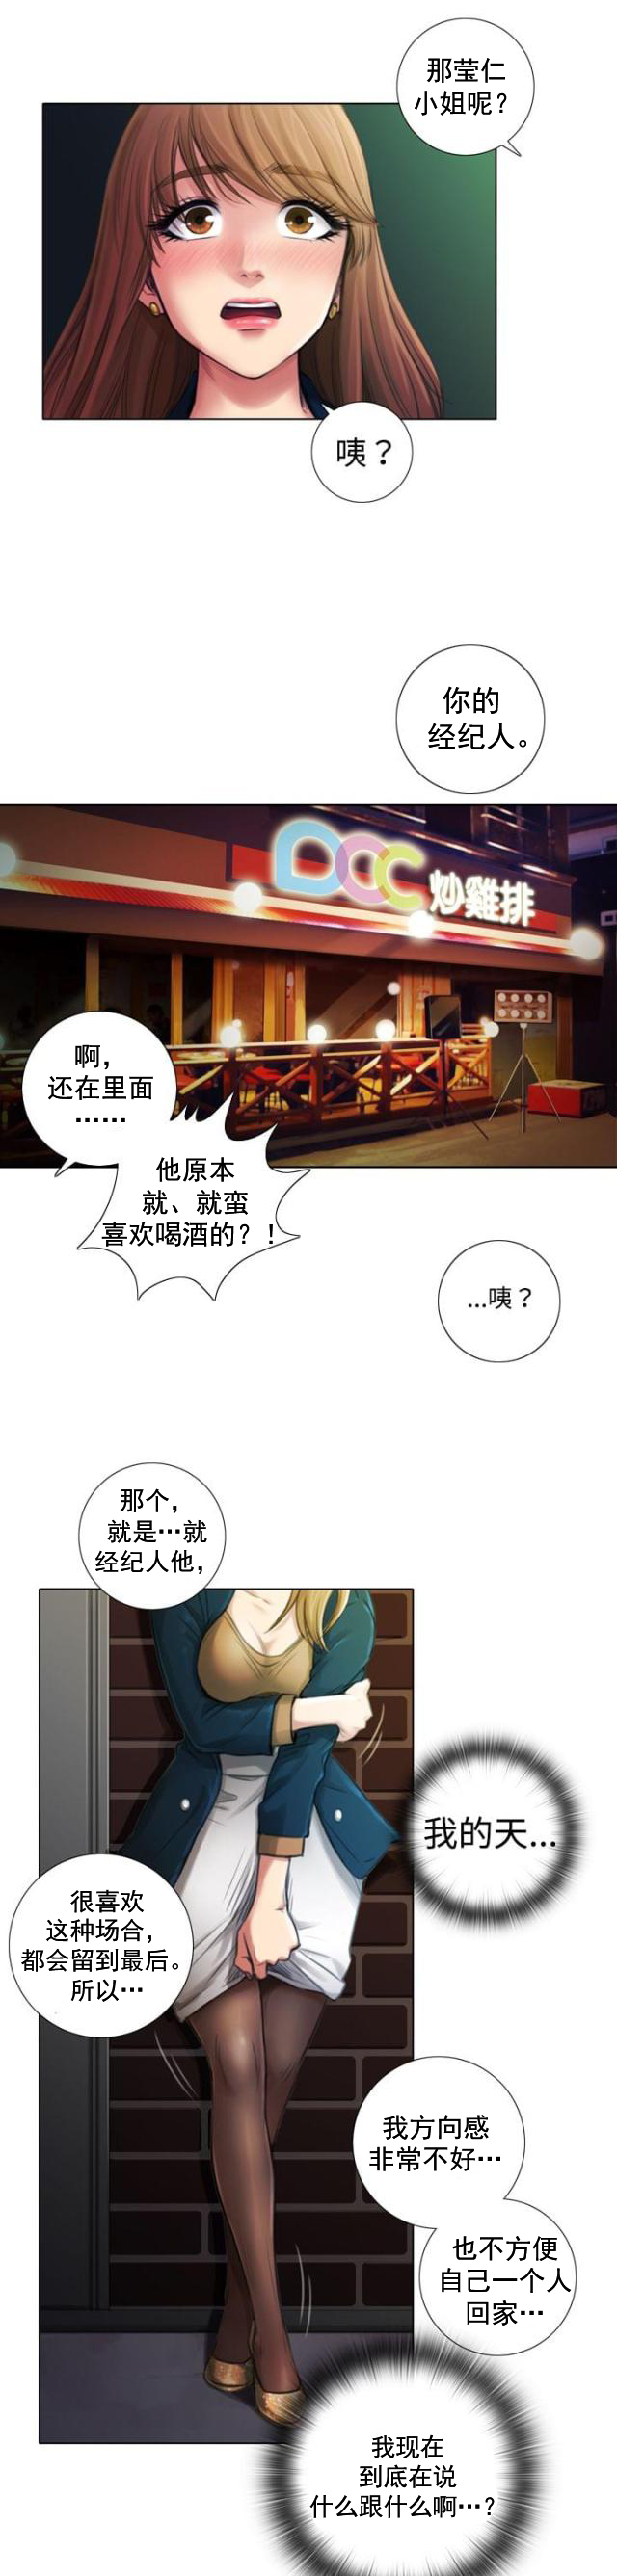 那莹仁
小姐呢？
咦？
你的
经纪人。
DCC
炒雞排
啊，
还在里面
……
他原本
就、就蛮
喜欢喝酒的？！
...咦？
那个，
就是…就
经纪人他，
我的天...
很喜欢
这种场合，
都会留到最后。
所以…
我方向感
非常不好…
也不方便
自己一个人
回家…
我现在
到底在说
什么跟什么啊…？